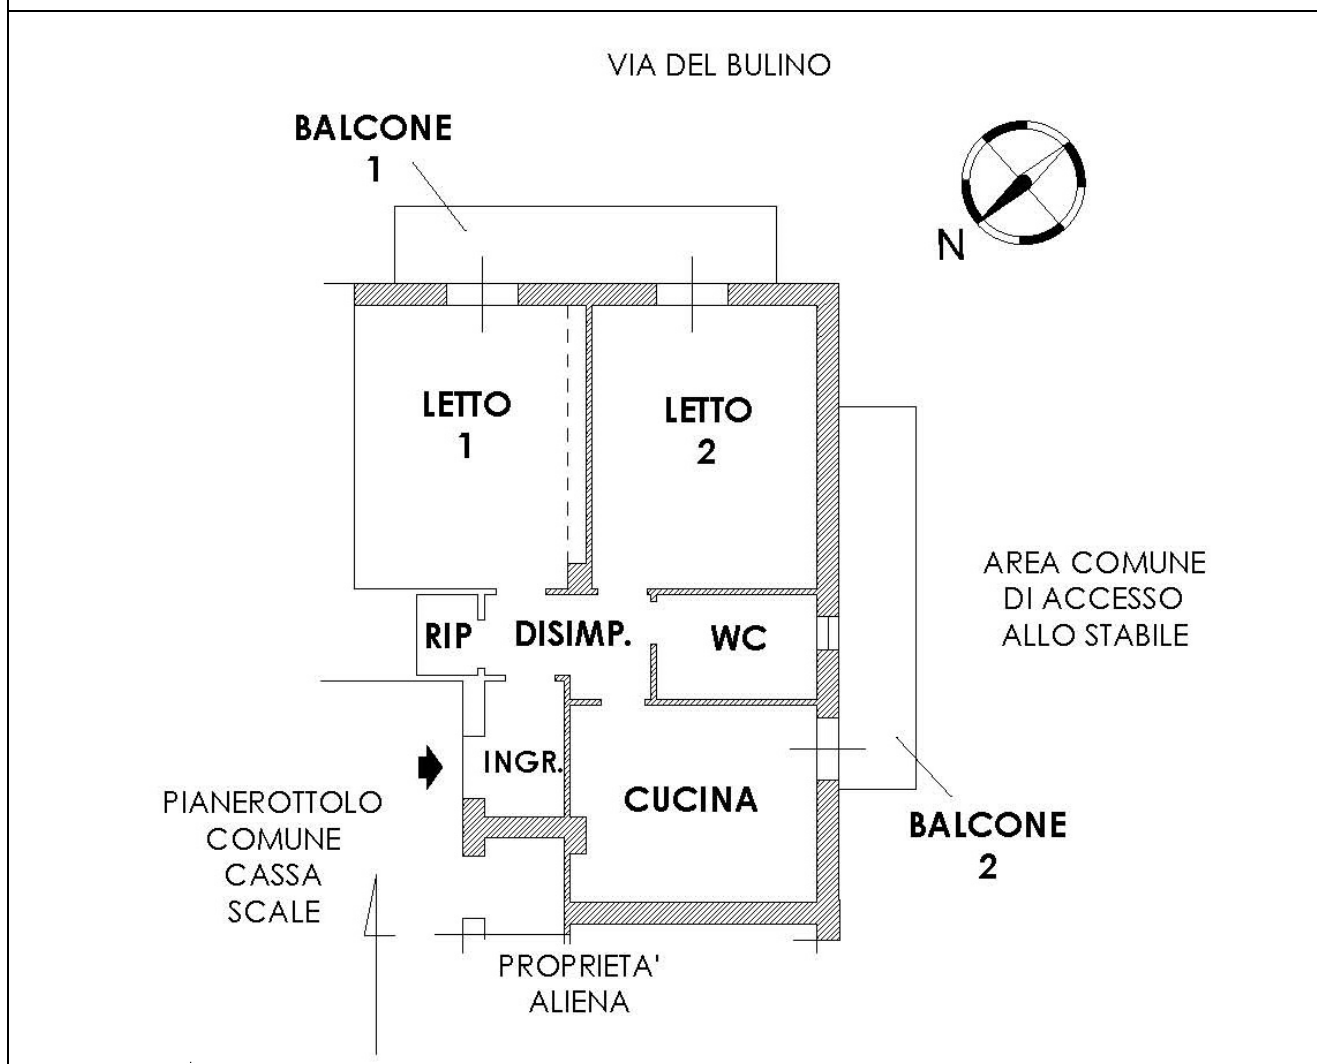 VIA DEL BULINO
BALCONE
1
N
LETTO
1
LETTO
2
AREA COMUNE
DI ACCESSO
ALLO STABILE
RIP
DISIMP.
WC
INGR.
CUCINA
PIANEROTTOLO
COMUNE
CASSA
SCALE
BALCONE
2
PROPRIETA'
ALIENA